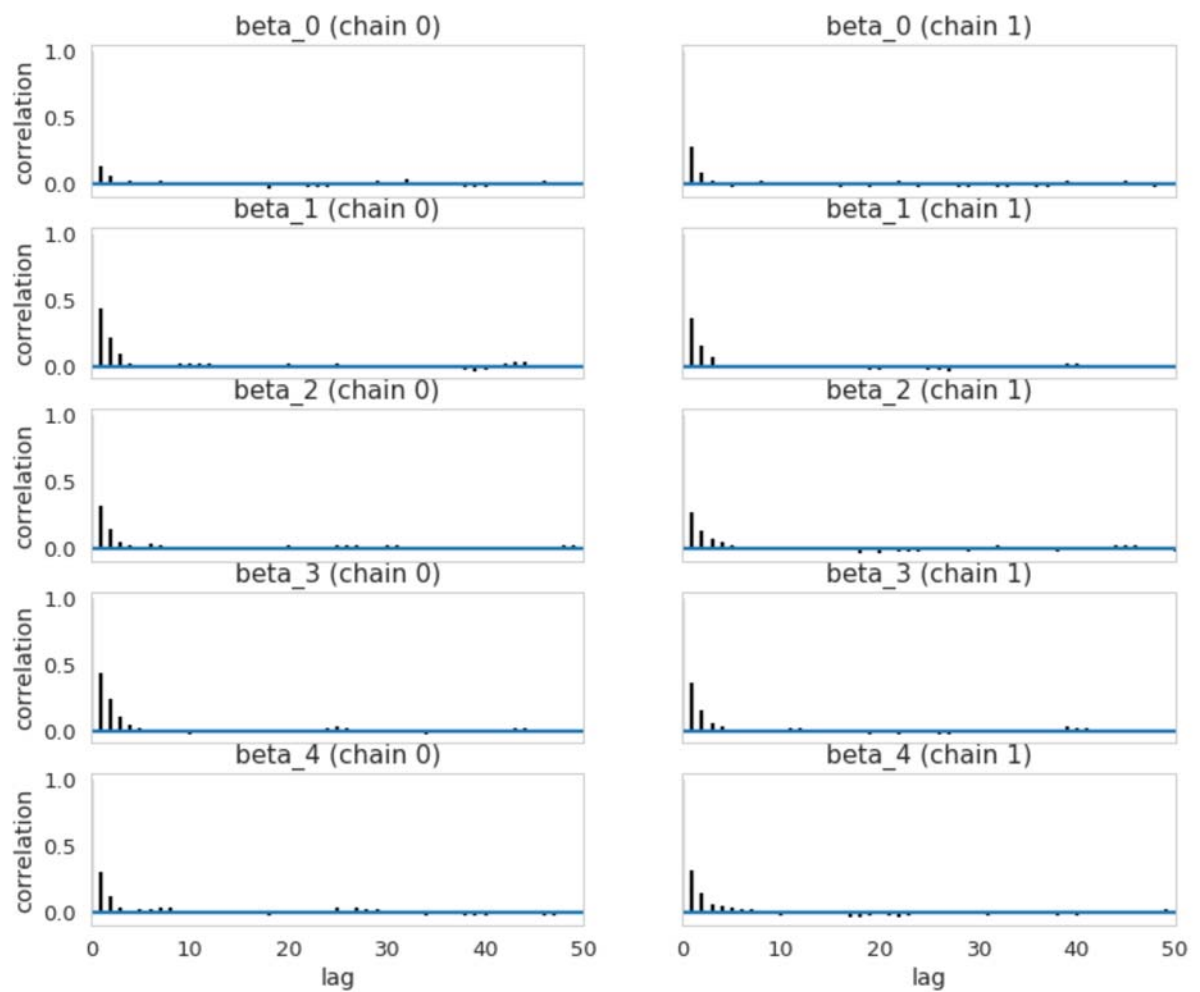 beta_0 (chain 0)
beta_0 (chain 1)
1.0
0.5
0.0
correlation
beta_1 (chain 0)
beta_1 (chain 1)
1.0
0.5
0.0
correlation
beta_2 (chain 0)
beta_2 (chain 1)
1.0
0.5
0.0
correlation
beta_3 (chain 0)
beta_3 (chain 1)
1.0
0.5
0.0
correlation
beta_4 (chain 0)
beta_4 (chain 1)
1.0
0.5
0.0
correlation
0 10 20 30 40 50
0 10 20 30 40 50
lag
lag